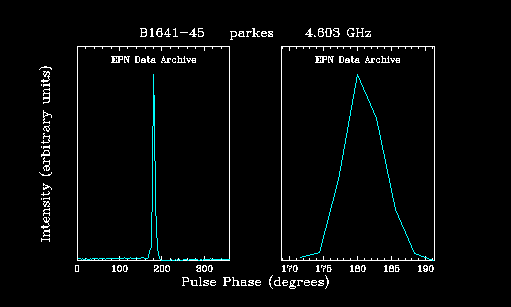 B1641-45 parkes 4.603 GHz
EPN Data Archive EPN Data Archive
Intensity (arbitrary units)
0 100 200 300 170 175 180 185 190
Pulse Phase (degrees)